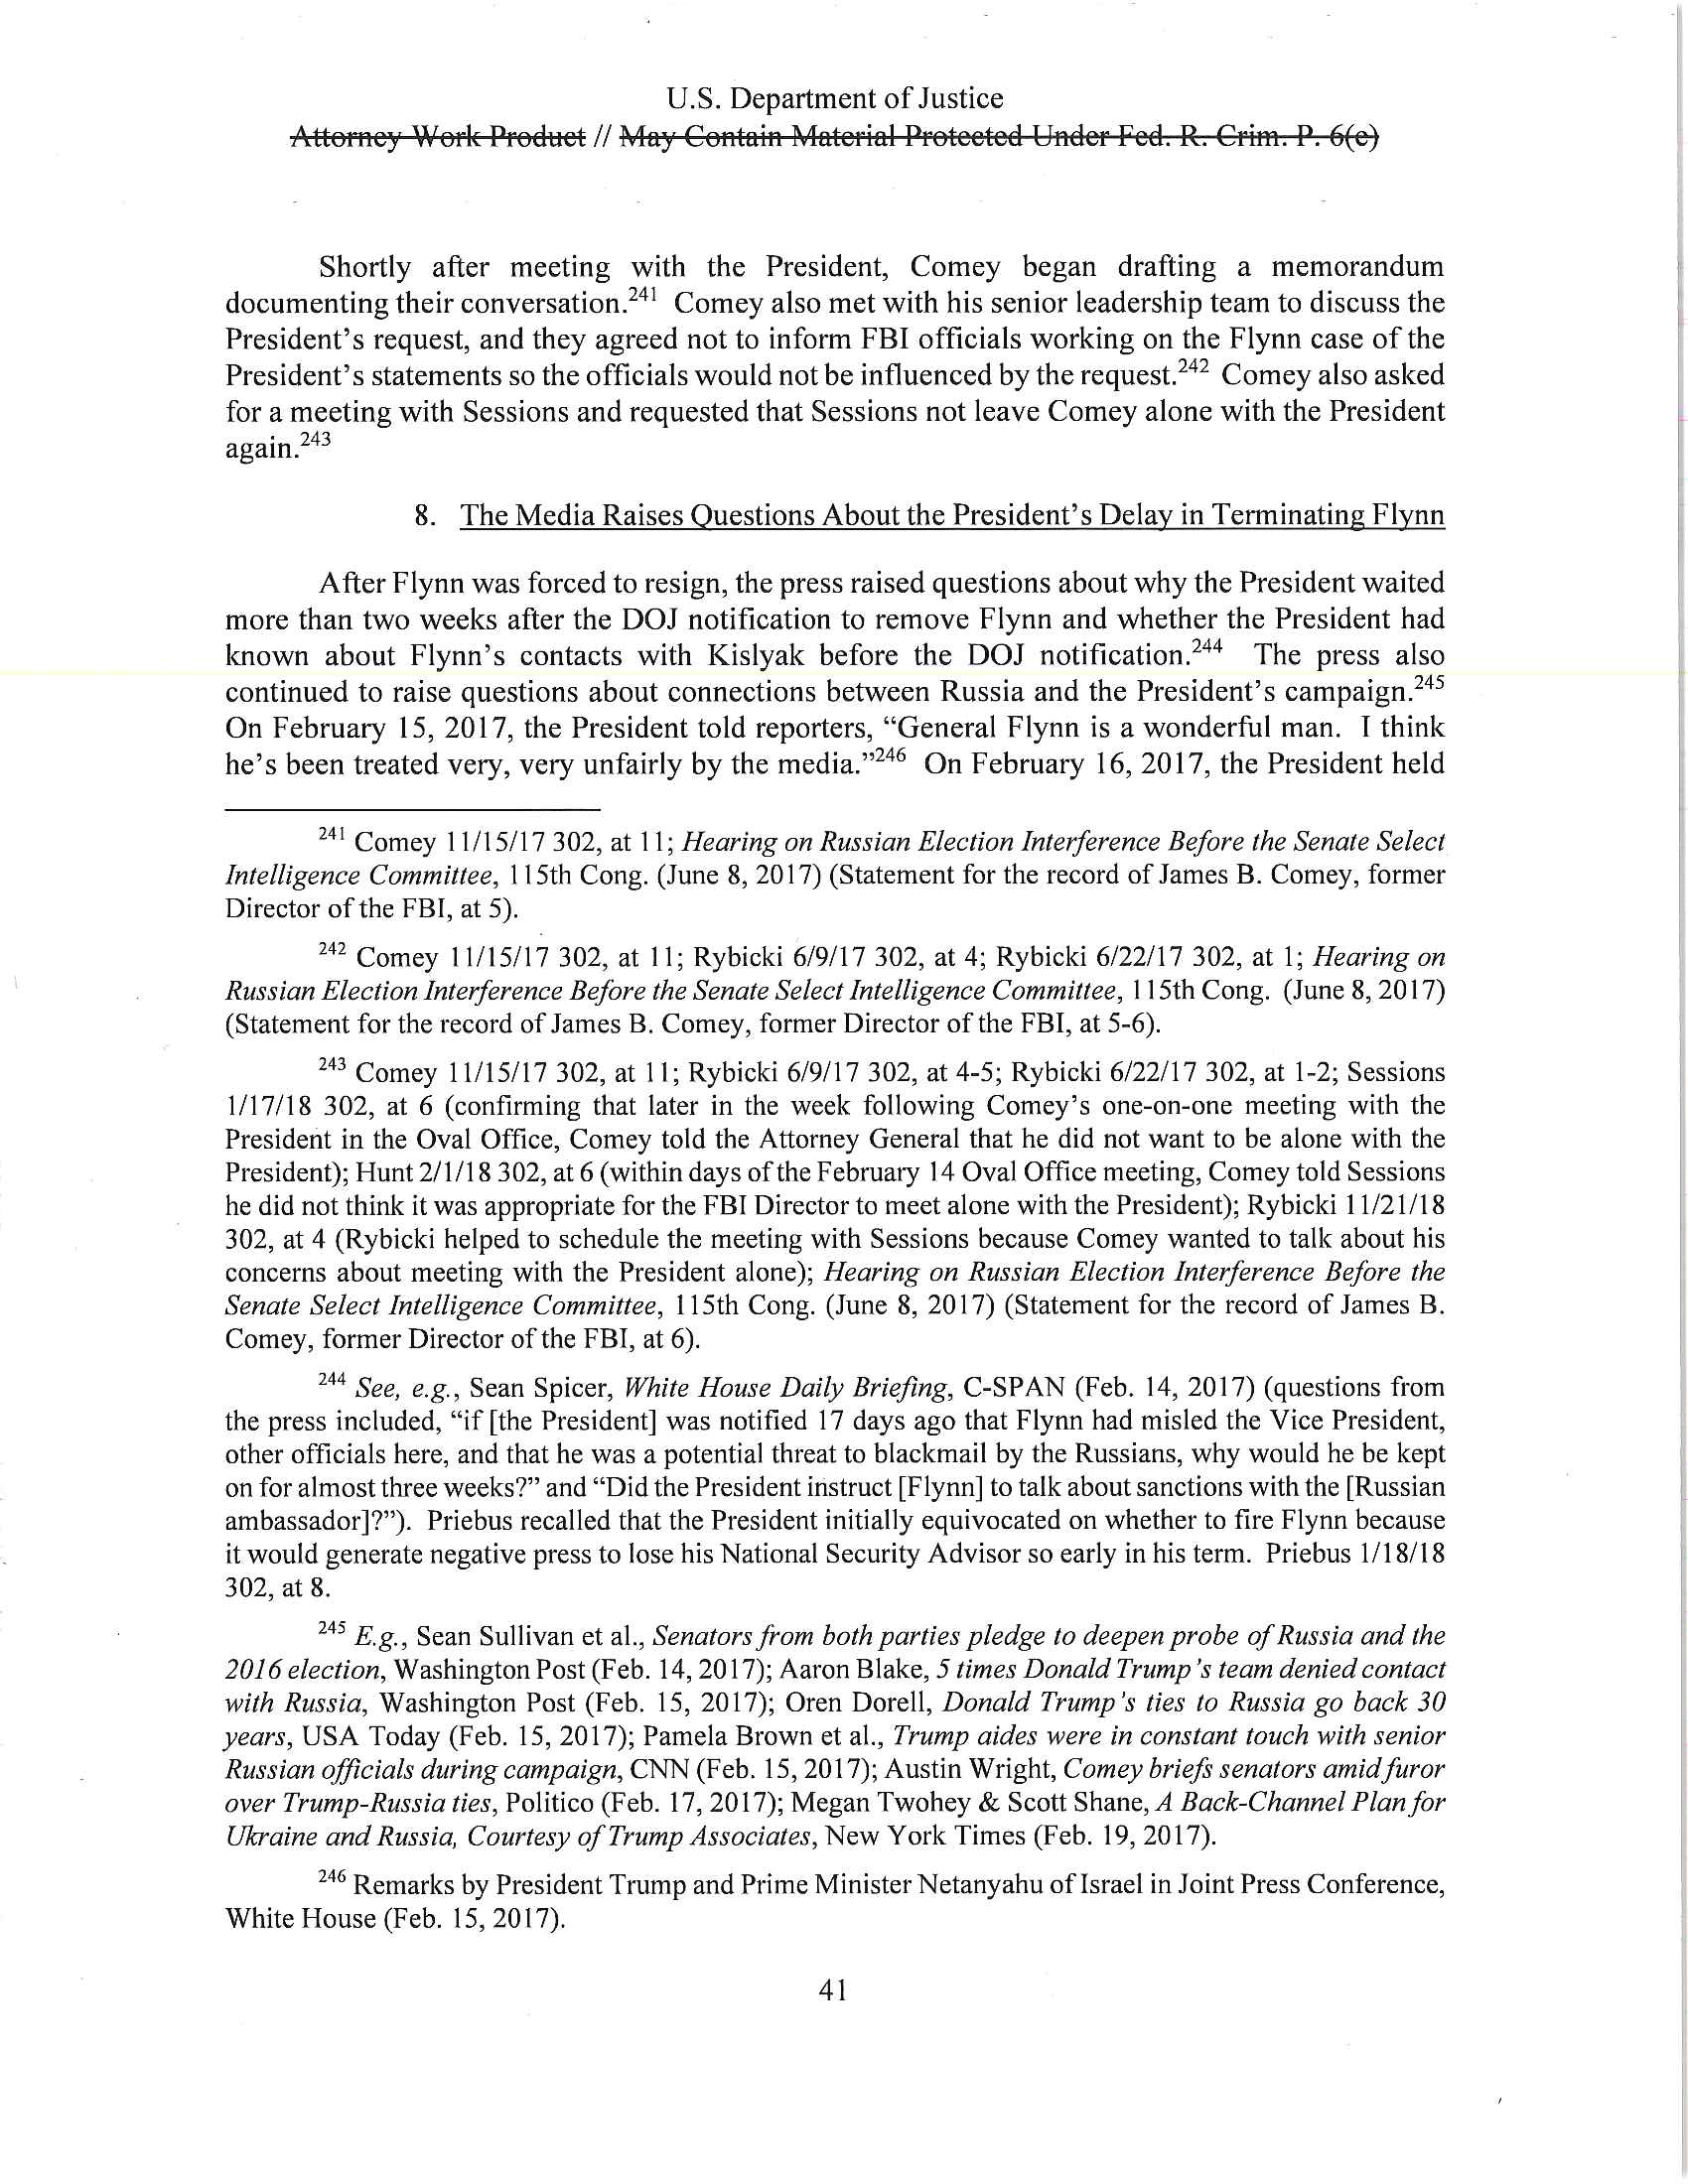 U.S. Department of Justice
Attorney Work Product // May Contain Material Protected Under Fed. R. Crim. P. 6(e)
Shortly after meeting with the President, Comey began drafting a memorandum
documenting their conversation.241 Comey also met with his senior leadership team to discuss the
President's request, and they agreed not to inform FBI officials working on the Flynn case of the
President's statements so the officials would not be influenced by the request.242 Comey also asked
for a meeting with Sessions and requested that Sessions not leave Comey alone with the President
again.243
8. The Media Raises Questions About the President's Delay in Terminating Flynn
After Flynn was forced to resign, the press raised questions about why the President waited
more than two weeks after the DOJ notification to remove Flynn and whether the President had
known about Flynn's contacts with Kislyak before the DOJ notification.244 The press also
continued to raise questions about connections between Russia and the President's campaign.245
On February 15, 2017, the President told reporters, “General Flynn is a wonderful man. I think
he's been treated very, very unfairly by the media.”246 On February 16, 2017, the President held
241 Comey 11/15/17 302, at 11; Hearing on Russian Election Interference Before the Senate Select
Intelligence Committee, 115th Cong. (June 8, 2017) (Statement for the record of James B. Comey, former
Director of the FBI, at 5).
242 Comey 11/15/17 302, at 11; Rybicki 6/9/17 302, at 4; Rybicki 6/22/17 302, at 1; Hearing on
Russian Election Interference Before the Senate Select Intelligence Committee, 115th Cong. (June 8, 2017)
(Statement for the record of James B. Comey, former Director of the FBI, at 5-6).
243 Comey 11/15/17 302, at 11; Rybicki 6/9/17 302, at 4-5; Rybicki 6/22/17 302, at 1-2; Sessions
1/17/18 302, at 6 (confirming that later in the week following Comey's one-on-one meeting with the
President in the Oval Office, Comey told the Attorney General that he did not want to be alone with the
President); Hunt 2/1/18 302, at 6 (within days of the February 14 Oval Office meeting, Comey told Sessions
he did not think it was appropriate for the FBI Director to meet alone with the President); Rybicki 11/21/18
302, at 4 (Rybicki helped to schedule the meeting with Sessions because Comey wanted to talk about his
concerns about meeting with the President alone); Hearing on Russian Election Interference Before the
Senate Select Intelligence Committee, 115th Cong. (June 8, 2017) (Statement for the record of James B.
Comey, former Director of the FBI, at 6).
244 See, e.g., Sean Spicer, White House Daily Briefing, C-SPAN (Feb. 14, 2017) (questions from
the press included, “if [the President] was notified 17 days ago that Flynn had misled the Vice President,
other officials here, and that he was a potential threat to blackmail by the Russians, why would he be kept
on for almost three weeks?” and “Did the President instruct [Flynn] to talk about sanctions with the [Russian
ambassador]?”). Priebus recalled that the President initially equivocated on whether to fire Flynn because
it would generate negative press to lose his National Security Advisor so early in his term. Priebus 1/18/18
302, at 8.
245 E.g., Sean Sullivan et al., Senators from both parties pledge to deepen probe of Russia and the
2016 election, Washington Post (Feb. 14, 2017); Aaron Blake, 5 times Donald Trump's team denied contact
with Russia, Washington Post (Feb. 15, 2017); Oren Dorell, Donald Trump's ties to Russia go back 30
years, USA Today (Feb. 15, 2017); Pamela Brown et al., Trump aides were in constant touch with senior
Russian officials during campaign, CNN (Feb. 15, 2017); Austin Wright, Comey briefs senators amid furor
over Trump-Russia ties, Politico (Feb. 17, 2017); Megan Twohey & Scott Shane, A Back-Channel Plan for
Ukraine and Russia, Courtesy of Trump Associates, New York Times (Feb. 19, 2017).
246 Remarks by President Trump and Prime Minister Netanyahu of Israel in Joint Press Conference,
White House (Feb. 15, 2017).
41